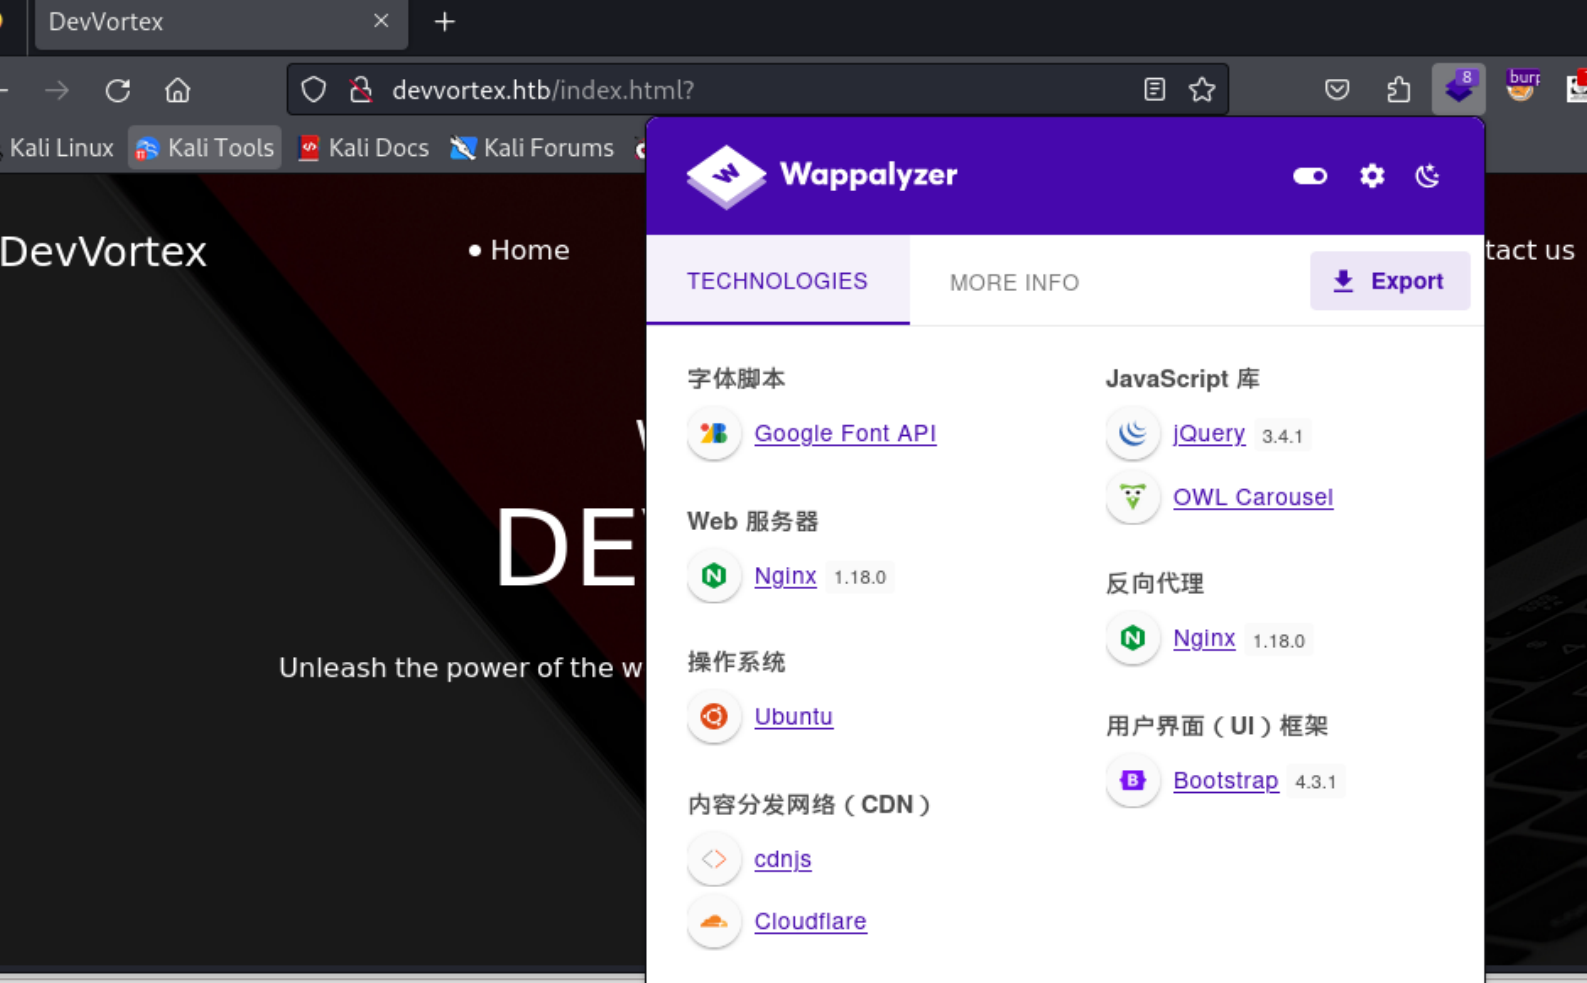 DevVortex
devvortex.htb/index.html?
8
burp
Kali Linux
Kali Tools
Kali Docs
Kali Forums
Wappalyzer
DevVortex
Home
tact us
TECHNOLOGIES
MORE INFO
Export
字体脚本
Google Font API
Web 服务器
Nginx 1.18.0
操作系统
Ubuntu
内容分发网络（CDN）
cdnjs
Cloudflare
JavaScript 库
jQuery 3.4.1
OWL Carousel
反向代理
Nginx 1.18.0
用户界面（UI）框架
Bootstrap 4.3.1
DE
Unleash the power of the w